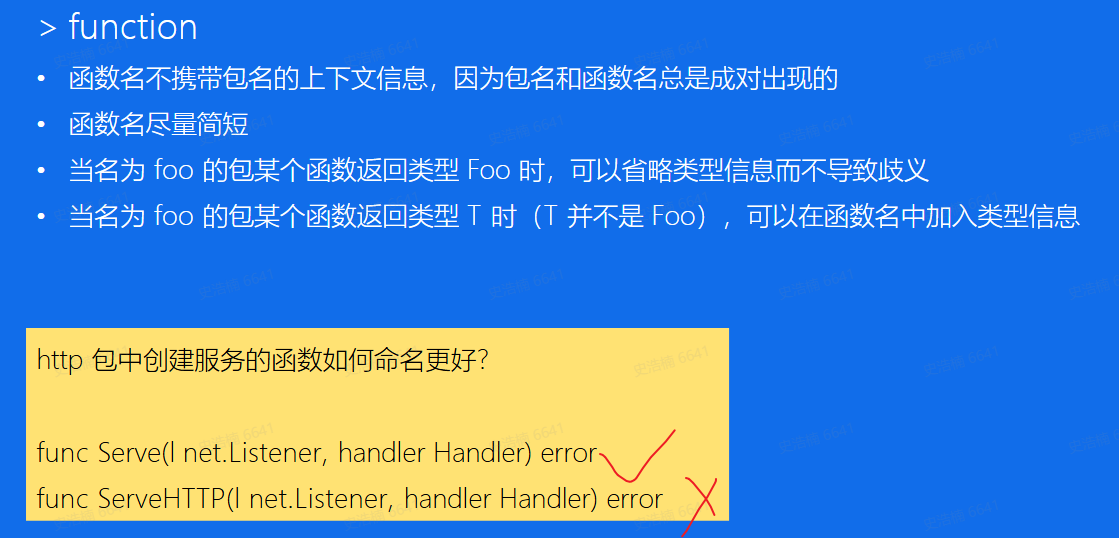 > function
• 函数名不携带包名的上下文信息，因为包名和函数名总是成对出现的
• 函数名尽量简短
• 当名为 foo 的包某个函数返回类型 Foo 时，可以省略类型信息而不导致歧义
• 当名为 foo 的包某个函数返回类型 T 时（T 并不是 Foo），可以在函数名中加入类型信息
http 包中创建服务的函数如何命名更好？
func Serve(l net.Listener, handler Handler) error
func ServeHTTP(l net.Listener, handler Handler) error